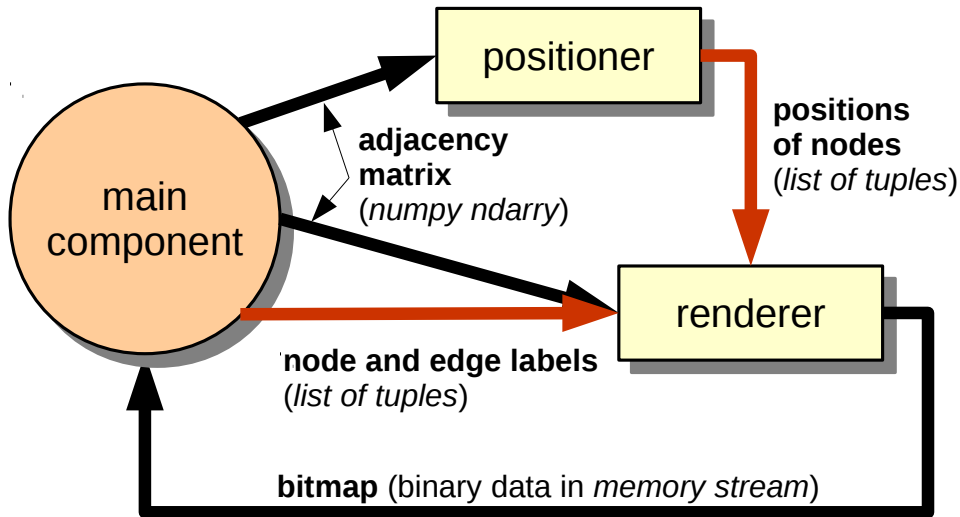 positioner
positions
of nodes
(list of tuples)
adjacency
matrix
(numpy ndarry)
main
component
renderer
node and edge labels
(list of tuples)
bitmap (binary data in memory stream)